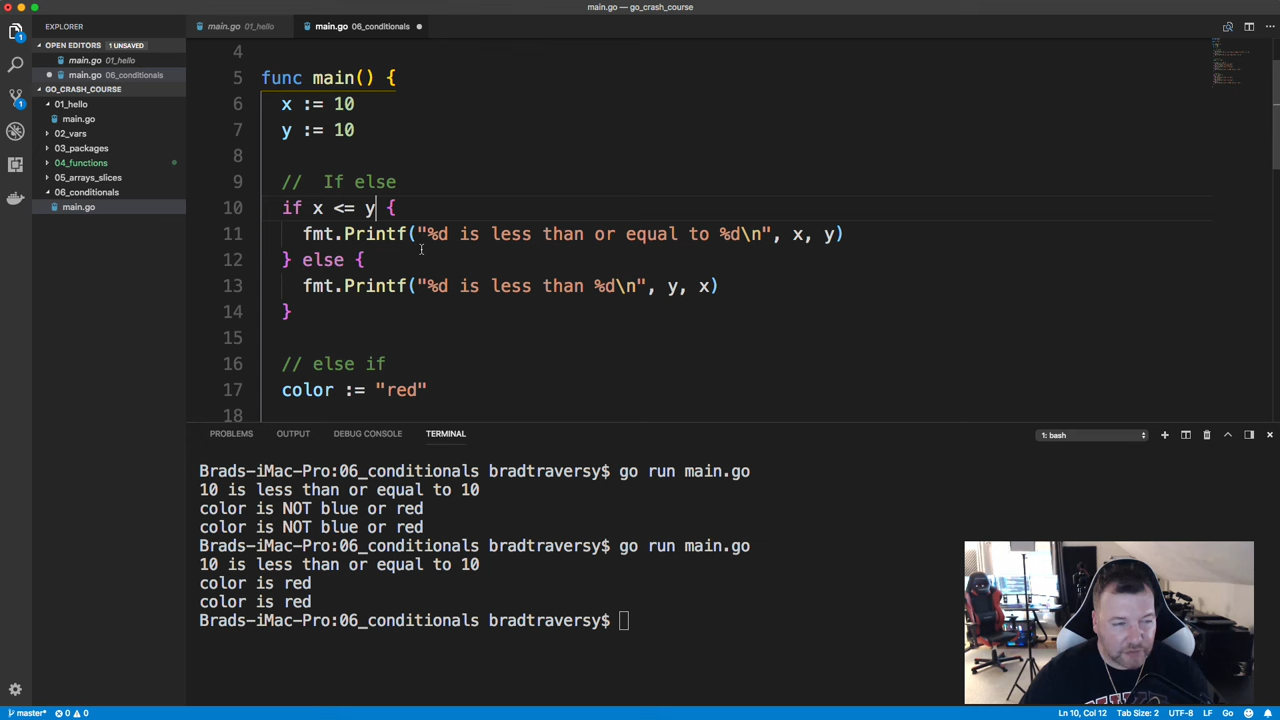 main.go — go_crash_course
EXPLORER
main.go 01_hello
main.go 06_conditionals
OPEN EDITORS 1 UNSAVED
main.go 01_hello
main.go 06_conditionals
GO_CRASH_COURSE
01_hello
main.go
02_vars
03_packages
04_functions
05_arrays_slices
06_conditionals
main.go
1
1
4
5 func main() {
6 x := 10
7 y := 10
8
9 // If else
10 if x <= y {
11 fmt.Printf("%d is less than or equal to %d\n", x, y)
12 } else {
13 fmt.Printf("%d is less than %d\n", y, x)
14 }
15
16 // else if
17 color := "red"
18
PROBLEMS OUTPUT DEBUG CONSOLE TERMINAL
1: bash
Brads-iMac-Pro:06_conditionals bradtraversy$ go run main.go
10 is less than or equal to 10
color is NOT blue or red
color is NOT blue or red
Brads-iMac-Pro:06_conditionals bradtraversy$ go run main.go
10 is less than or equal to 10
color is red
color is red
Brads-iMac-Pro:06_conditionals bradtraversy$
master* 0 0
Ln 10, Col 12 Tab Size: 2 UTF-8 LF Go